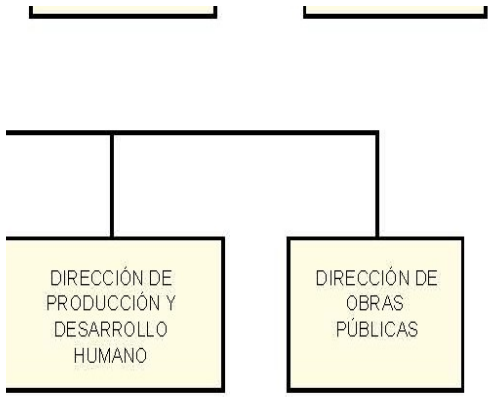 DIRECCIÓN DE
PRODUCCIÓN Y
DESARROLLO
HUMANO
DIRECCIÓN DE
OBRAS
PÚBLICAS